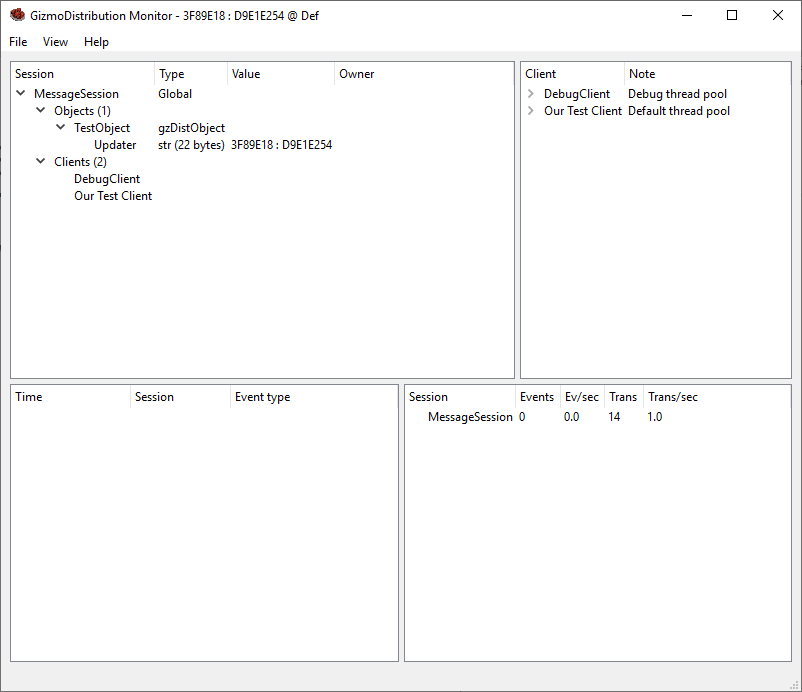 GizmoDistribution Monitor - 3F89E18 : D9E1E254 @ Def
File View Help
Session Type Value Owner
MessageSession Global
Objects (1)
TestObject gzDistObject
Updater str (22 bytes) 3F89E18 : D9E1E254
Clients (2)
DebugClient
Our Test Client
Client Note
DebugClient Debug thread pool
Our Test Client Default thread pool
Time Session Event type
Session Events Ev/sec Trans Trans/sec
MessageSession 0 0.0 14 1.0